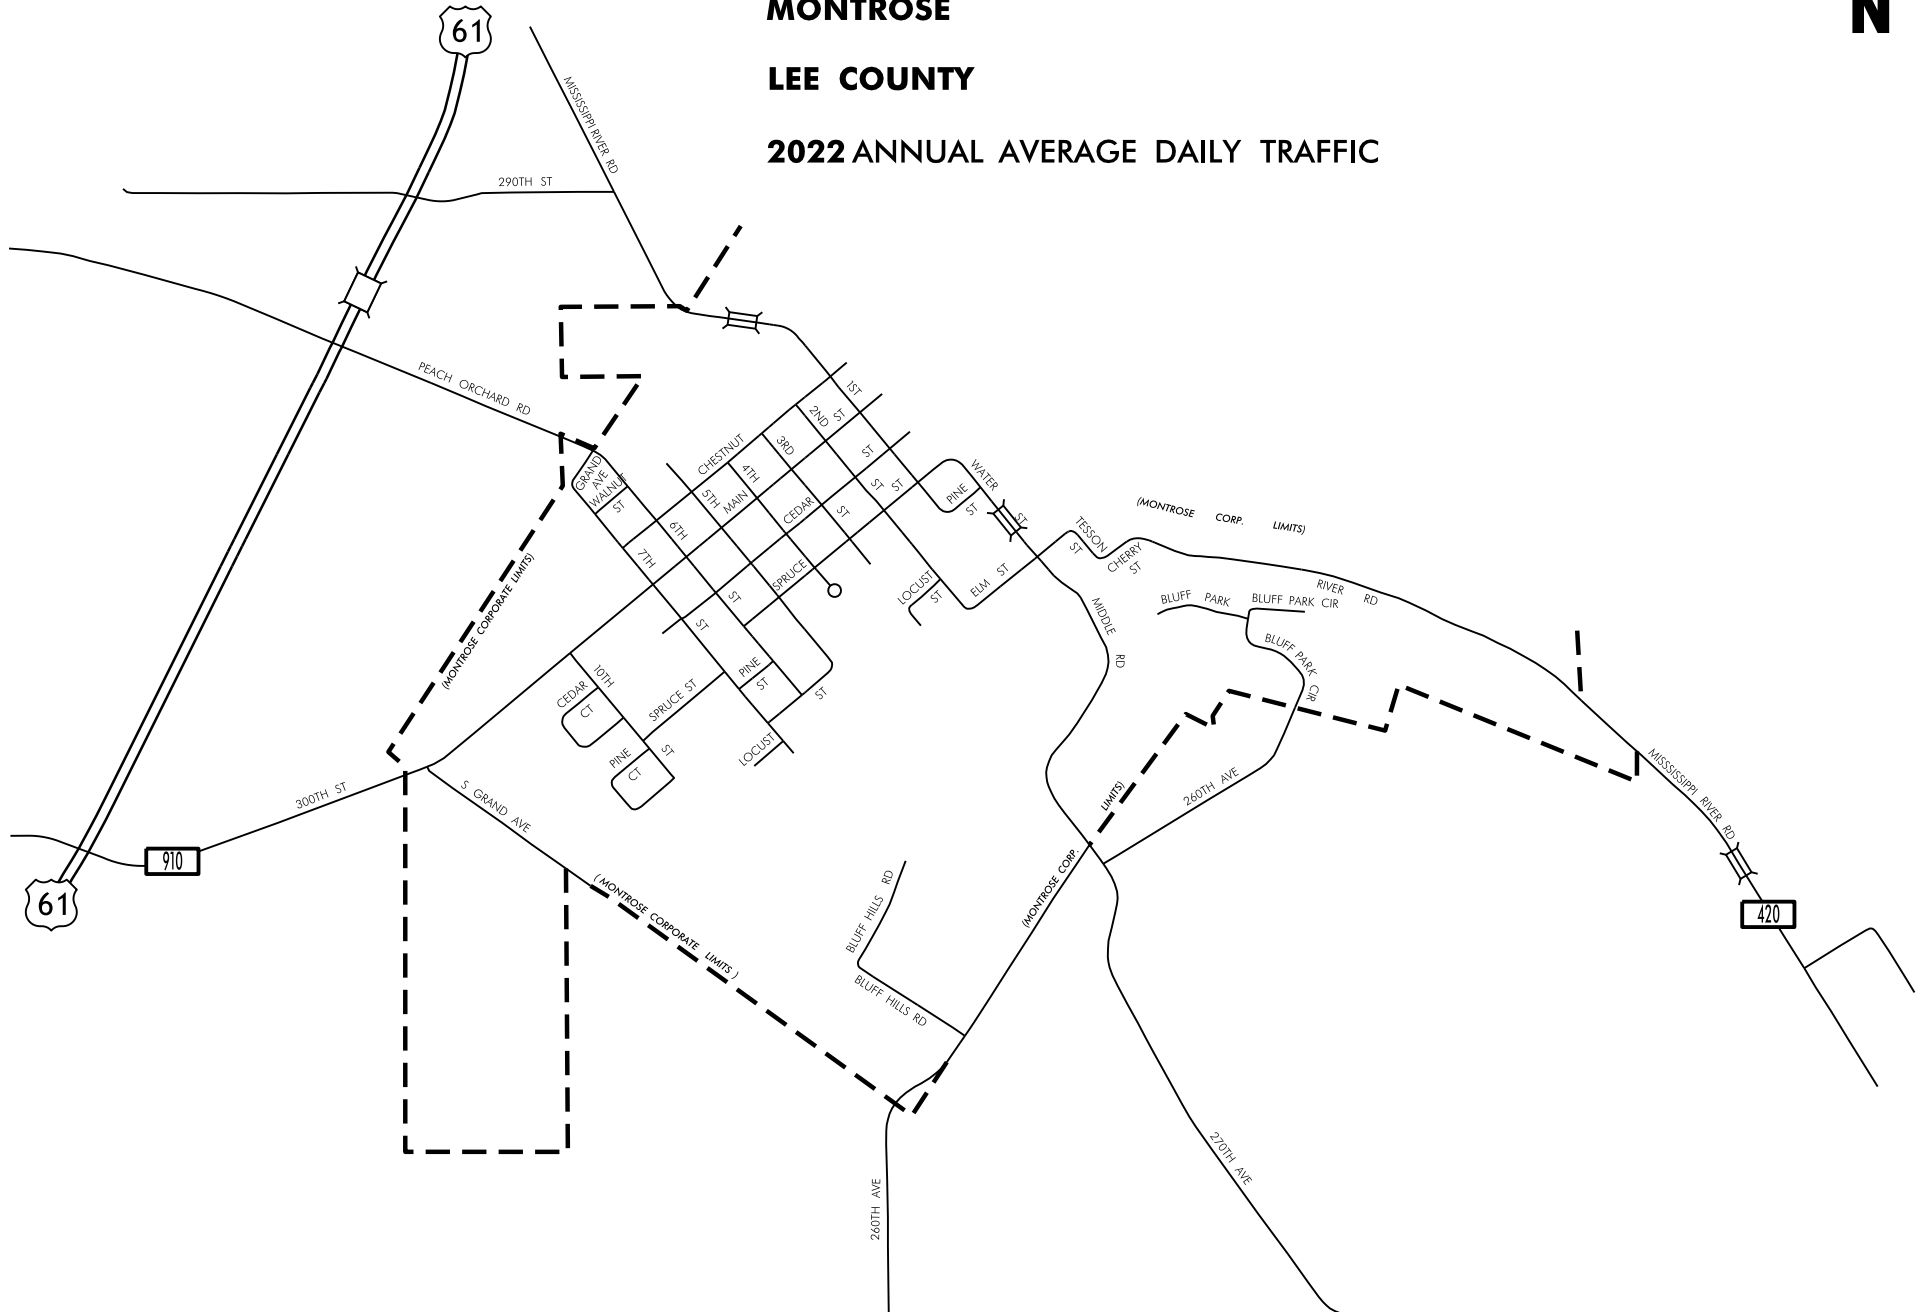 MONTROSE
N
LEE COUNTY
2022 ANNUAL AVERAGE DAILY TRAFFIC
61
MISSISSIPPI RIVER RD
290TH ST
PEACH ORCHARD RD
1ST
ST
2ND
ST
3RD
ST
4TH
CHESTNUT
ST
5TH
MAIN
ST
CEDAR
ST
6TH
ST
7TH
ST
SPRUCE
GRAND
AVE
WALNUT
ST
WATER
ST
PINE
ST
TESSON
ST
CHERRY
ST
(MONTROSE CORP. LIMITS)
RIVER RD
LOCUST
ST
ELM ST
MIDDLE RD
BLUFF PARK
BLUFF PARK CIR
BLUFF PARK CIR
(MONTROSE CORPORATE LIMITS)
10TH
ST
CEDAR
CT
SPRUCE ST
PINE
ST
PINE
CT
LOCUST
ST
300TH ST
910
61
S GRAND AVE
(MONTROSE CORPORATE LIMITS)
260TH AVE
(MONTROSE CORP. LIMITS)
MISSSISSIPPI RIVER RD
420
BLUFF HILLS RD
BLUFF HILLS RD
260TH AVE
270TH AVE